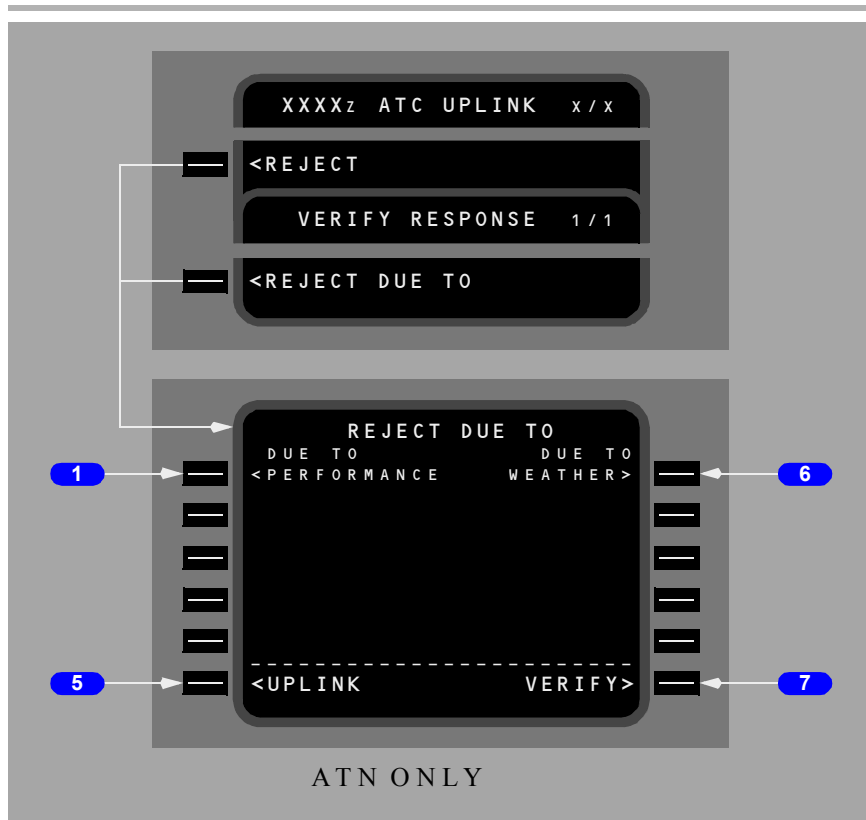 XXXXz ATC UPLINK x/x
<REJECT
VERIFY RESPONSE 1/1
<REJECT DUE TO
REJECT DUE TO
DUE TO DUE TO
1 <PERFORMANCE WEATHER> 6
5 <UPLINK VERIFY> 7
ATN ONLY